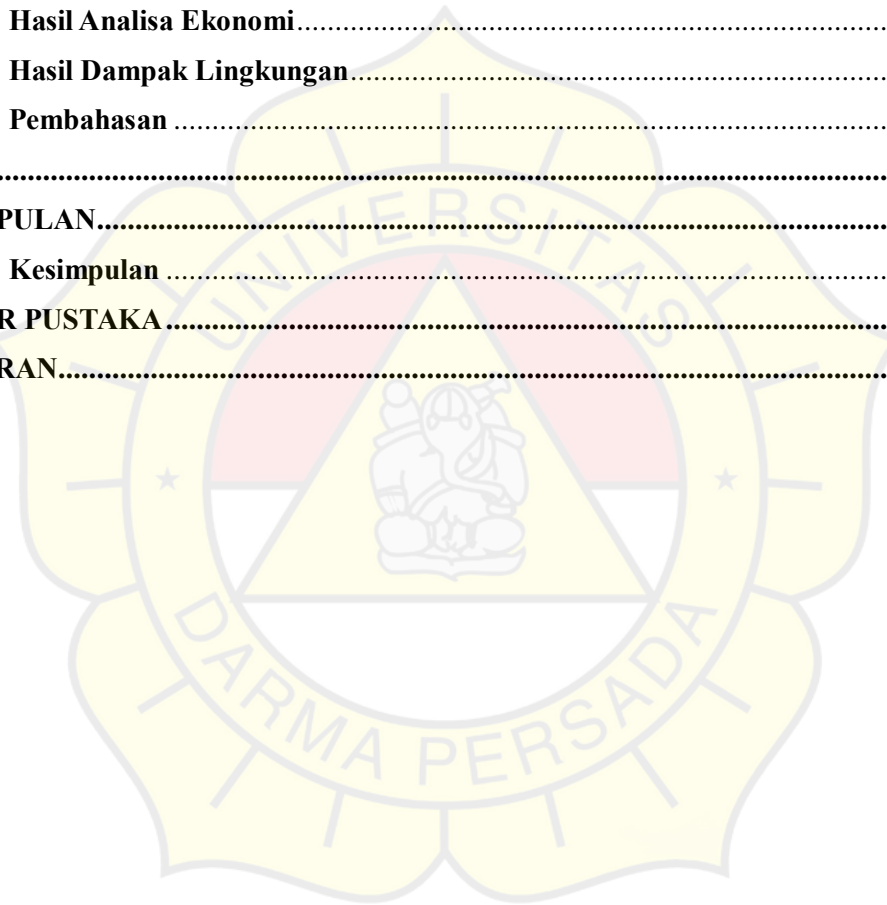 Hasil Analisa Ekonomi........................................................................................
Hasil Dampak Lingkungan..............................................................................
Pembahasan ........................................................................................................
..................................................................................................................
PULAN..................................................................................................
Kesimpulan .........................................................................................................
R PUSTAKA.........................................................................................
RAN.........................................................................................................
UNIVERSITAS
DARMA PERSADA